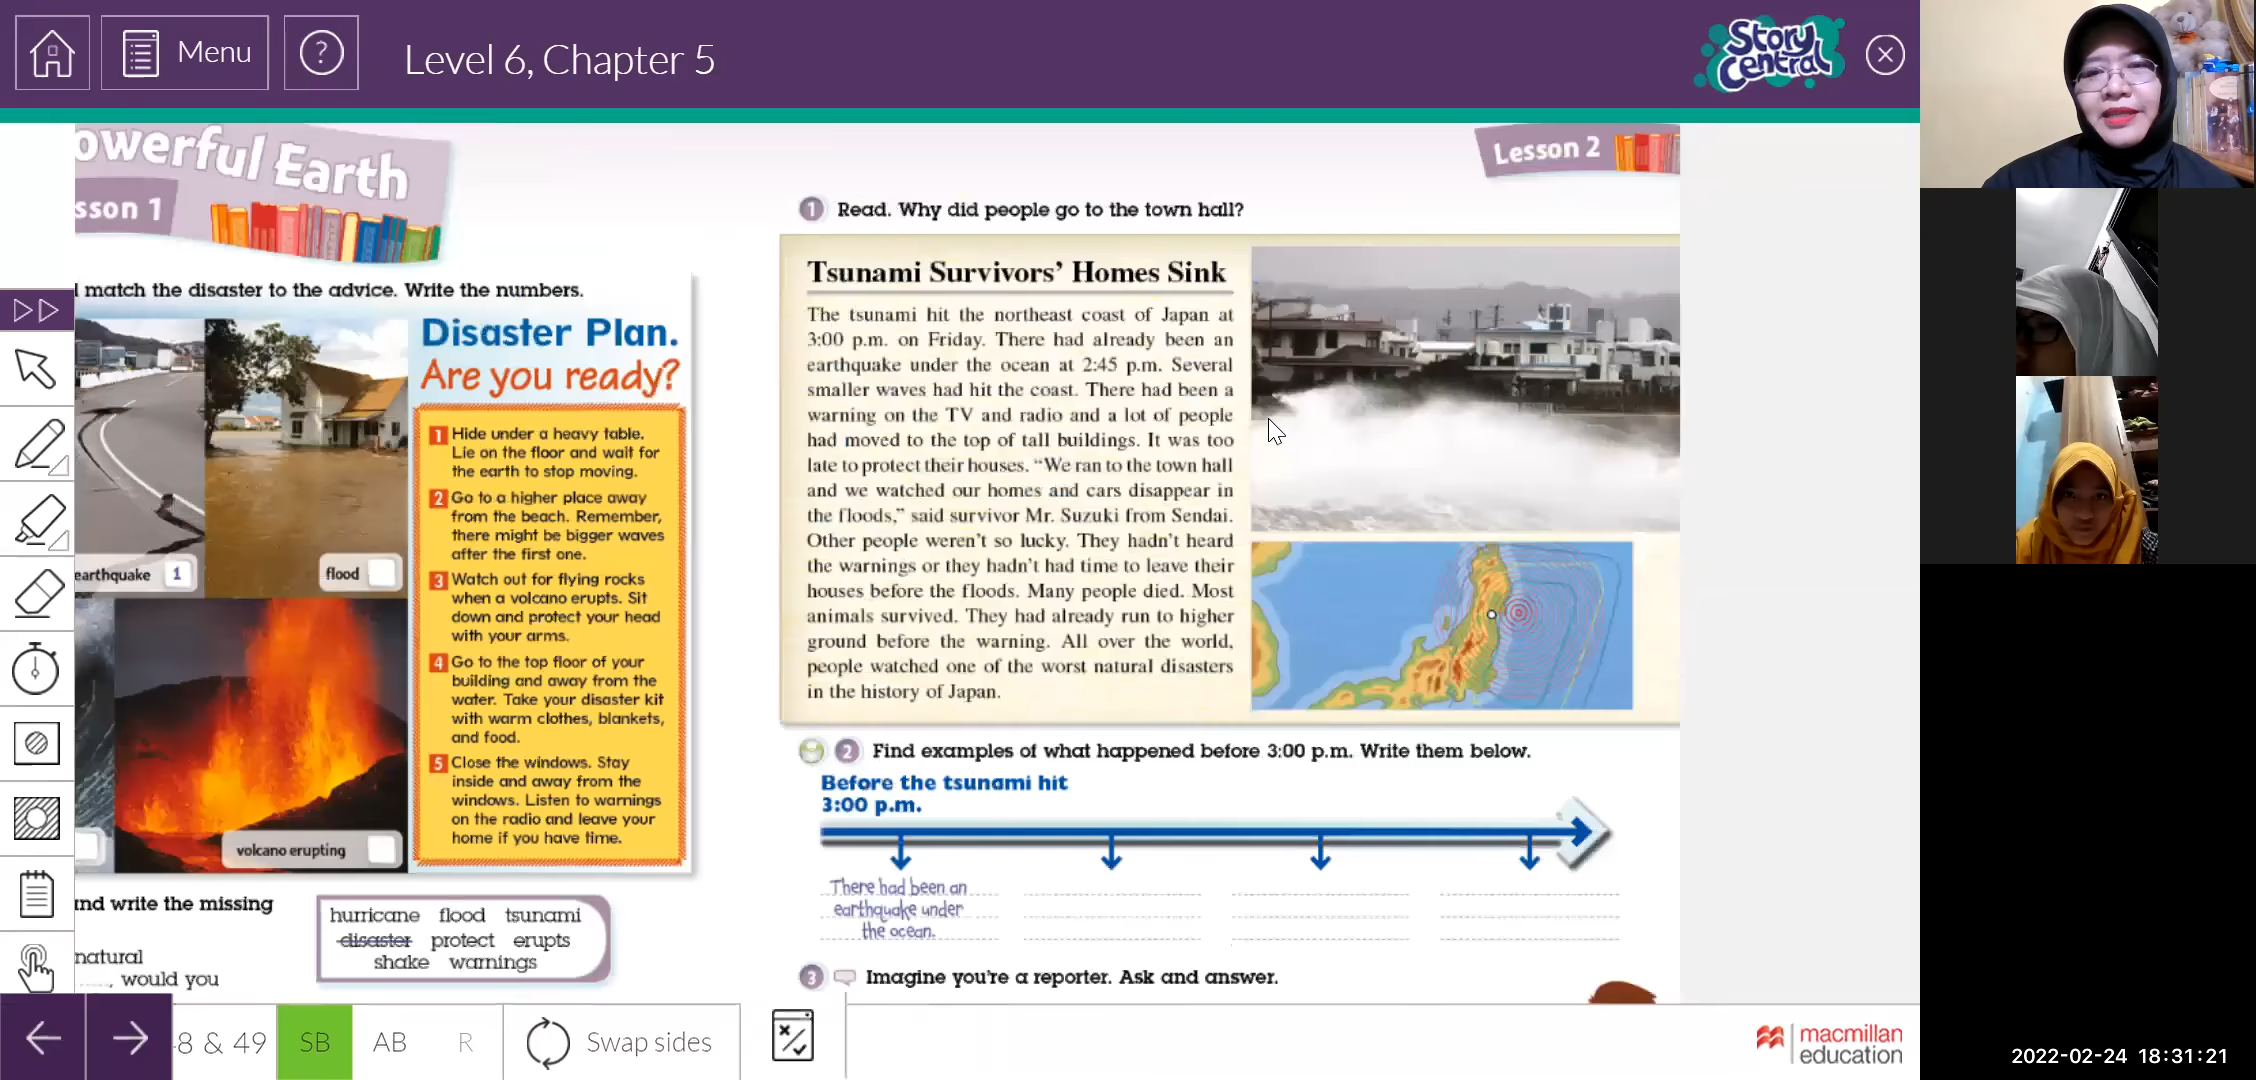 Menu
?
Level 6, Chapter 5
Story
Central
owerful Earth
sson 1
l match the disaster to the advice. Write the numbers.
earthquake 1
flood
volcano erupting
Disaster Plan.
Are you ready?
1 Hide under a heavy table.
Lie on the floor and wait for
the earth to stop moving.
2 Go to a higher place away
from the beach. Remember,
there might be bigger waves
after the first one.
3 Watch out for flying rocks
when a volcano erupts. Sit
down and protect your head
with your arms.
4 Go to the top floor of your
building and away from the
water. Take your disaster kit
with warm clothes, blankets,
and food.
5 Close the windows. Stay
inside and away from the
windows. Listen to warnings
on the radio and leave your
home if you have time.
nd write the missing
natural
, would you
hurricane flood tsunami
disaster protect erupts
shake warnings
Lesson 2
1 Read. Why did people go to the town hall?
Tsunami Survivors' Homes Sink
The tsunami hit the northeast coast of Japan at
3:00 p.m. on Friday. There had already been an
earthquake under the ocean at 2:45 p.m. Several
smaller waves had hit the coast. There had been a
warning on the TV and radio and a lot of people
had moved to the top of tall buildings. It was too
late to protect their houses. “We ran to the town hall
and we watched our homes and cars disappear in
the floods,” said survivor Mr. Suzuki from Sendai.
Other people weren't so lucky. They hadn't heard
the warnings or they hadn't had time to leave their
houses before the floods. Many people died. Most
animals survived. They had already run to higher
ground before the warning. All over the world,
people watched one of the worst natural disasters
in the history of Japan.
2 Find examples of what happened before 3:00 p.m. Write them below.
Before the tsunami hit
3:00 p.m.
There had been an
earthquake under
the ocean.
3 Imagine you're a reporter. Ask and answer.
8 & 49
SB
AB
R
Swap sides
macmillan
education
2022-02-24 18:31:21